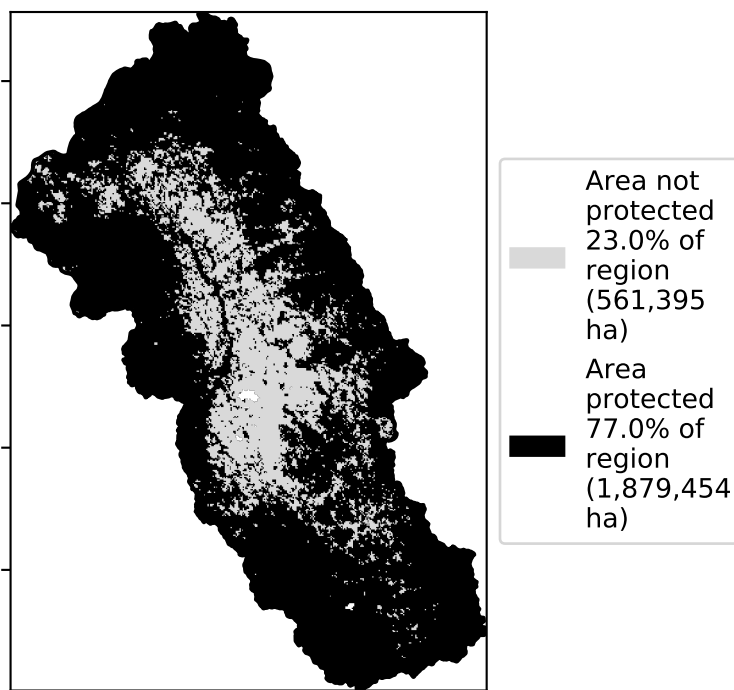 Area not
protected
23.0% of
region
(561,395
ha)
Area
protected
77.0% of
region
(1,879,454
ha)